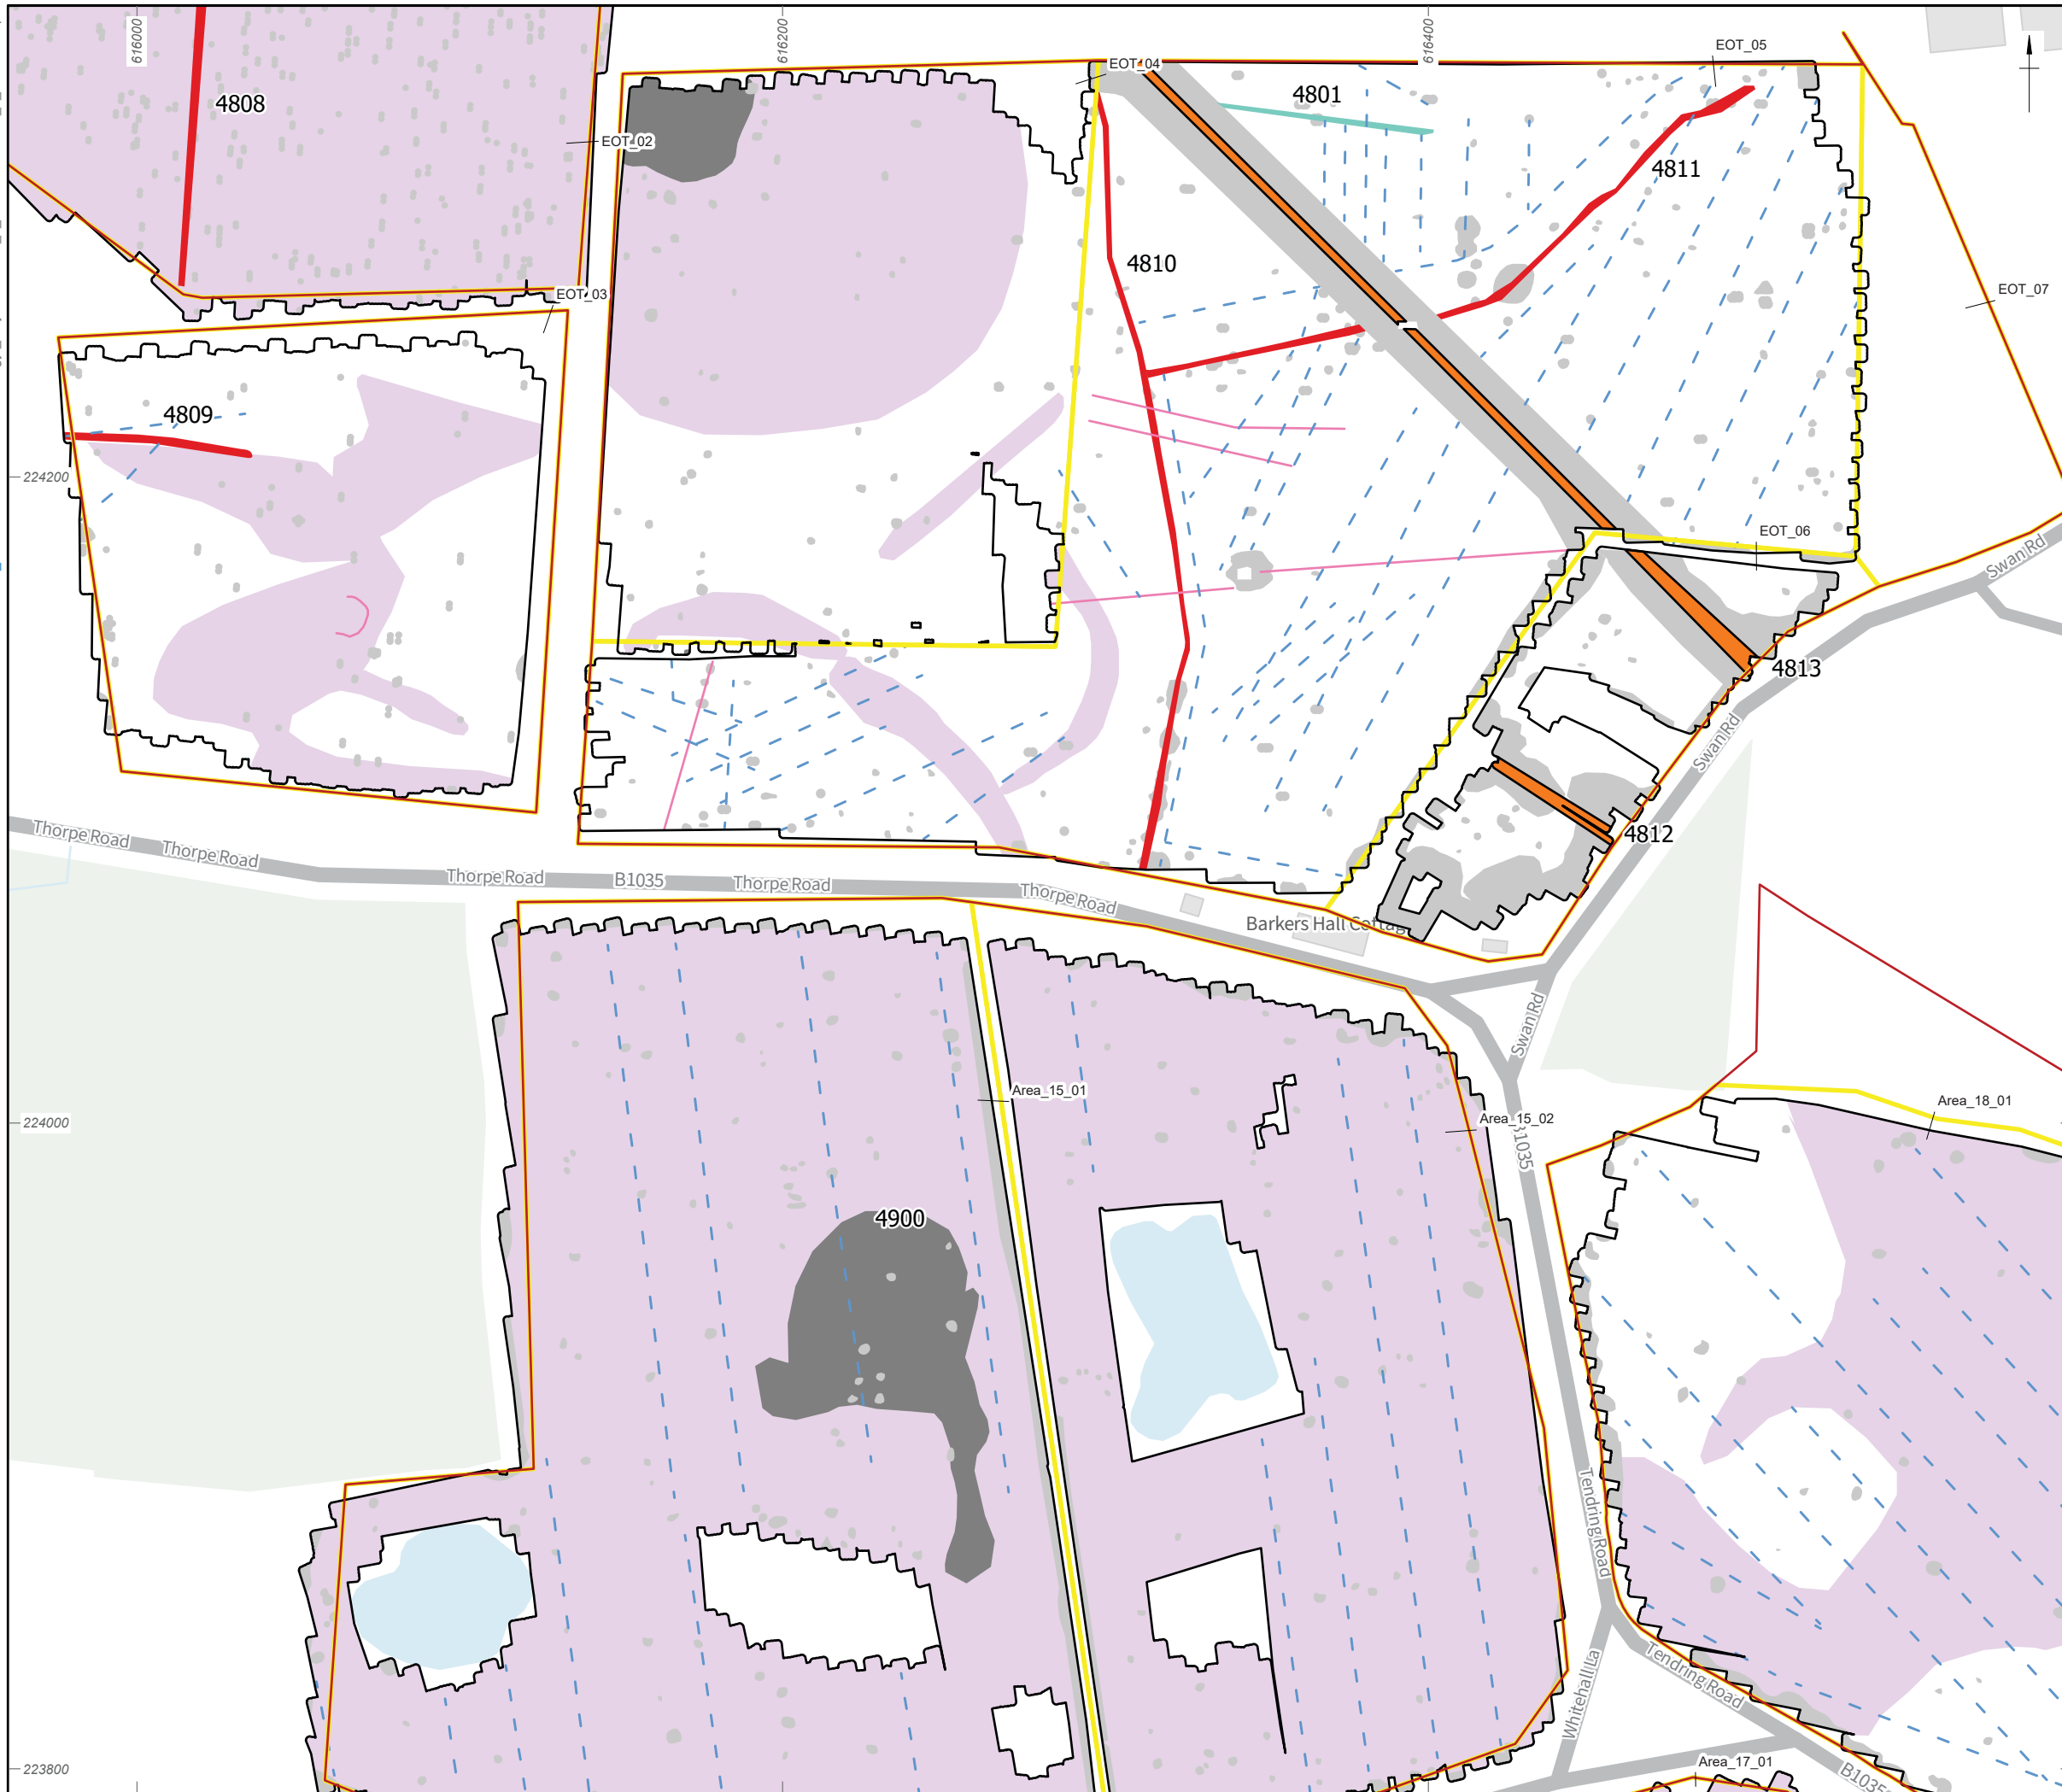 616000
616200
616400
EOT_05
EOT_04
4808
4801
EOT_02
4811
4810
EOT_03
EOT_07
4809
224200
EOT_06
Swan Rd
4813
Swan Rd
Thorpe Road
Thorpe Road
4812
Thorpe Road
B1035
Thorpe Road
Thorpe Road
Barkers Hall Cottag
Swan Rd
Area_15_01
Area_18_01
224000
Area_15_02
B1035
4900
Tendring Road
Whitehall La
Tendring Road
Area_17_01
223800
B1035